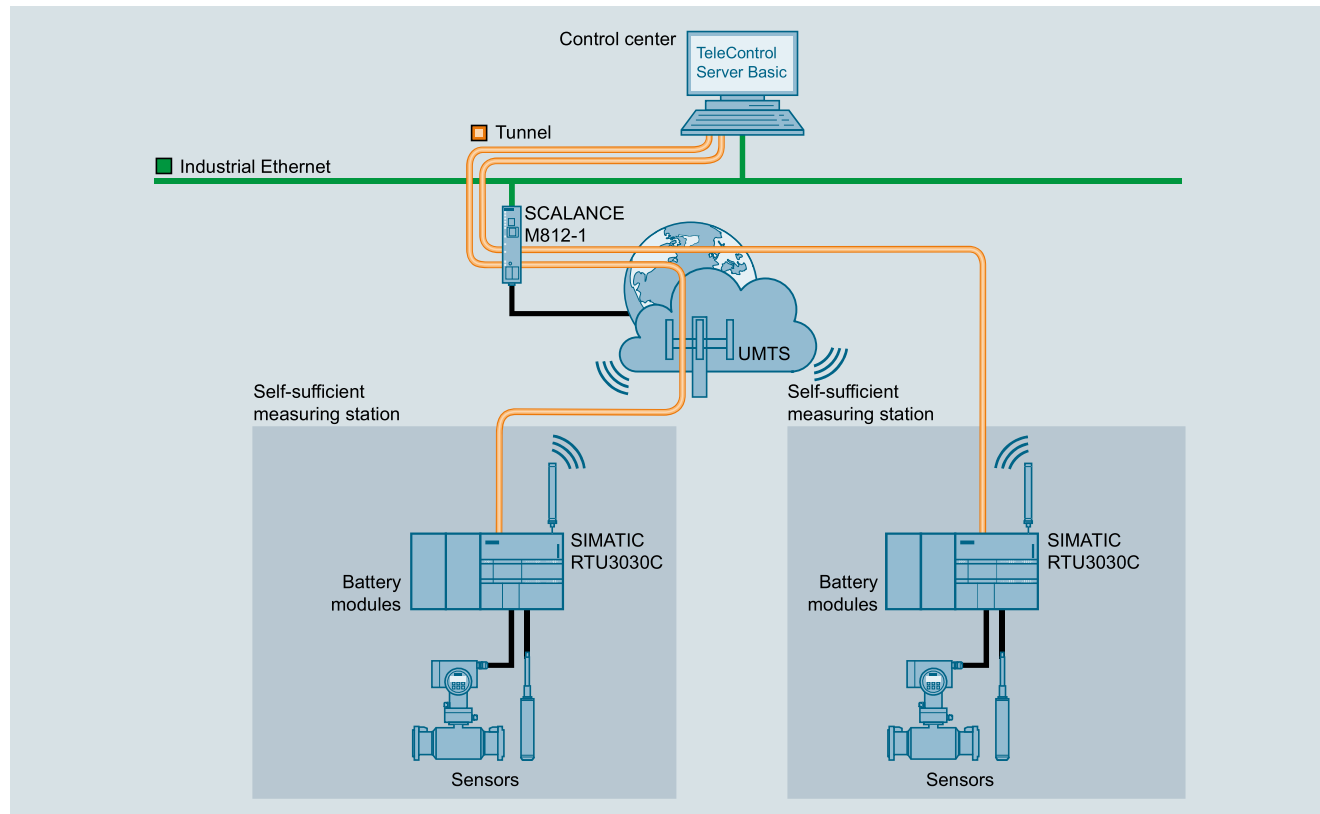 Control center
TeleControl
Server Basic
Tunnel
Industrial Ethernet
SCALANCE
M812-1
UMTS
Self-sufficient
measuring station
Self-sufficient
measuring station
SIMATIC
RTU3030C
Battery
modules
Sensors
SIMATIC
RTU3030C
Battery
modules
Sensors